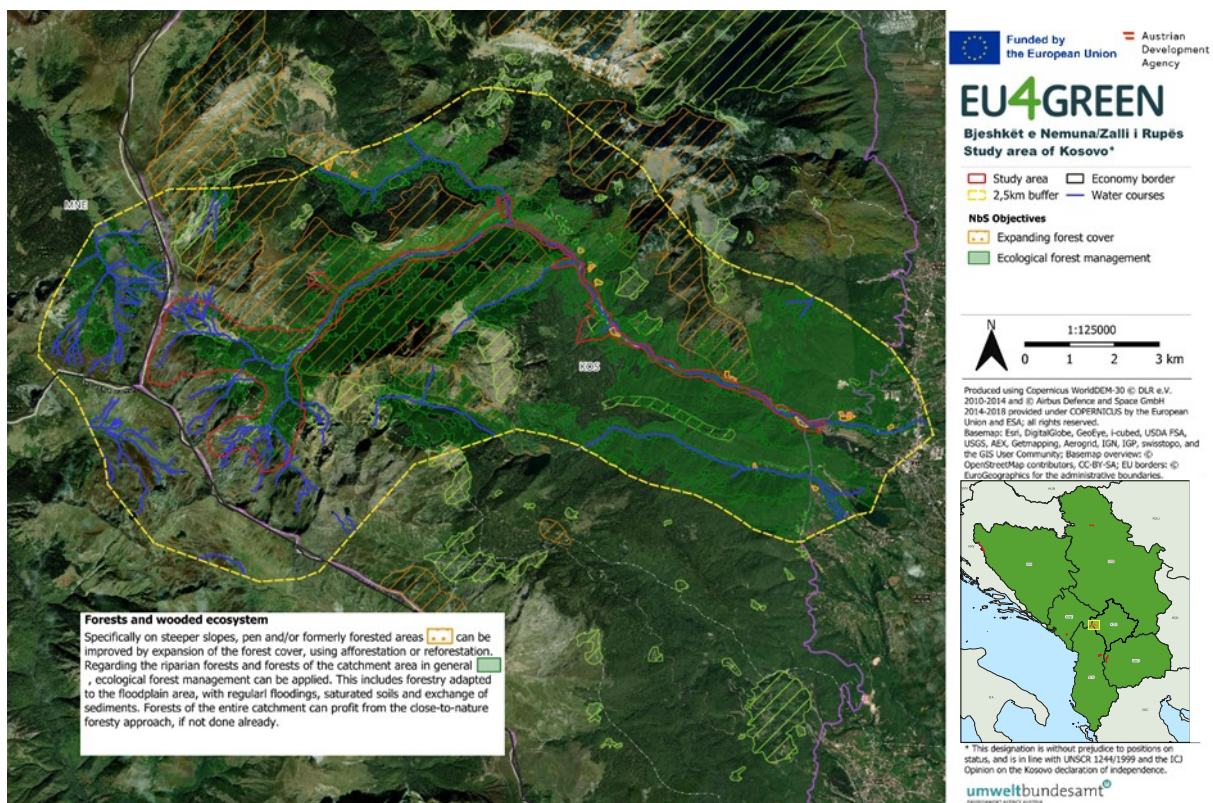 Funded by
the European Union
Austrian
Development
Agency
EU4GREEN
Bjeshkët e Nemuna/Zalli i Rupës
Study area of Kosovo*
Study area
Economy border
2,5km buffer
Water courses
NbS Objectives
Expanding forest cover
Ecological forest management
N
1:125000
0 1 2 3 km
Produced using Copernicus WorldDEM-30 © DLR e.V.
2010-2014 and © Airbus Defence and Space GmbH
2014-2018 provided under COPERNICUS by the European
Union and ESA; all rights reserved.
Basemap: Esri, DigitalGlobe, GeoEye, i-cubed, USDA FSA,
USGS, AEX, Getmapping, Aerogrid, IGN, IGP, swisstopo, and
the GIS User Community; Basemap overview: ©
OpenStreetMap contributors, CC-BY-SA; EU borders: ©
EuroGeographics for the administrative boundaries.
MNE
KOS
Forests and wooded ecosystem
Specifically on steeper slopes, pen and/or formerly forested areas can be
improved by expansion of the forest cover, using afforestation or reforestation.
Regarding the riparian forests and forests of the catchment area in general
, ecological forest management can be applied. This includes forestry adapted
to the floodplain area, with regularl floodings, saturated soils and exchange of
sediments. Forests of the entire catchment can profit from the close-to-nature
foresty approach, if not done already.
* This designation is without prejudice to positions on
status, and is in line with UNSCR 1244/1999 and the ICJ
Opinion on the Kosovo declaration of independence.
umweltbundesamt